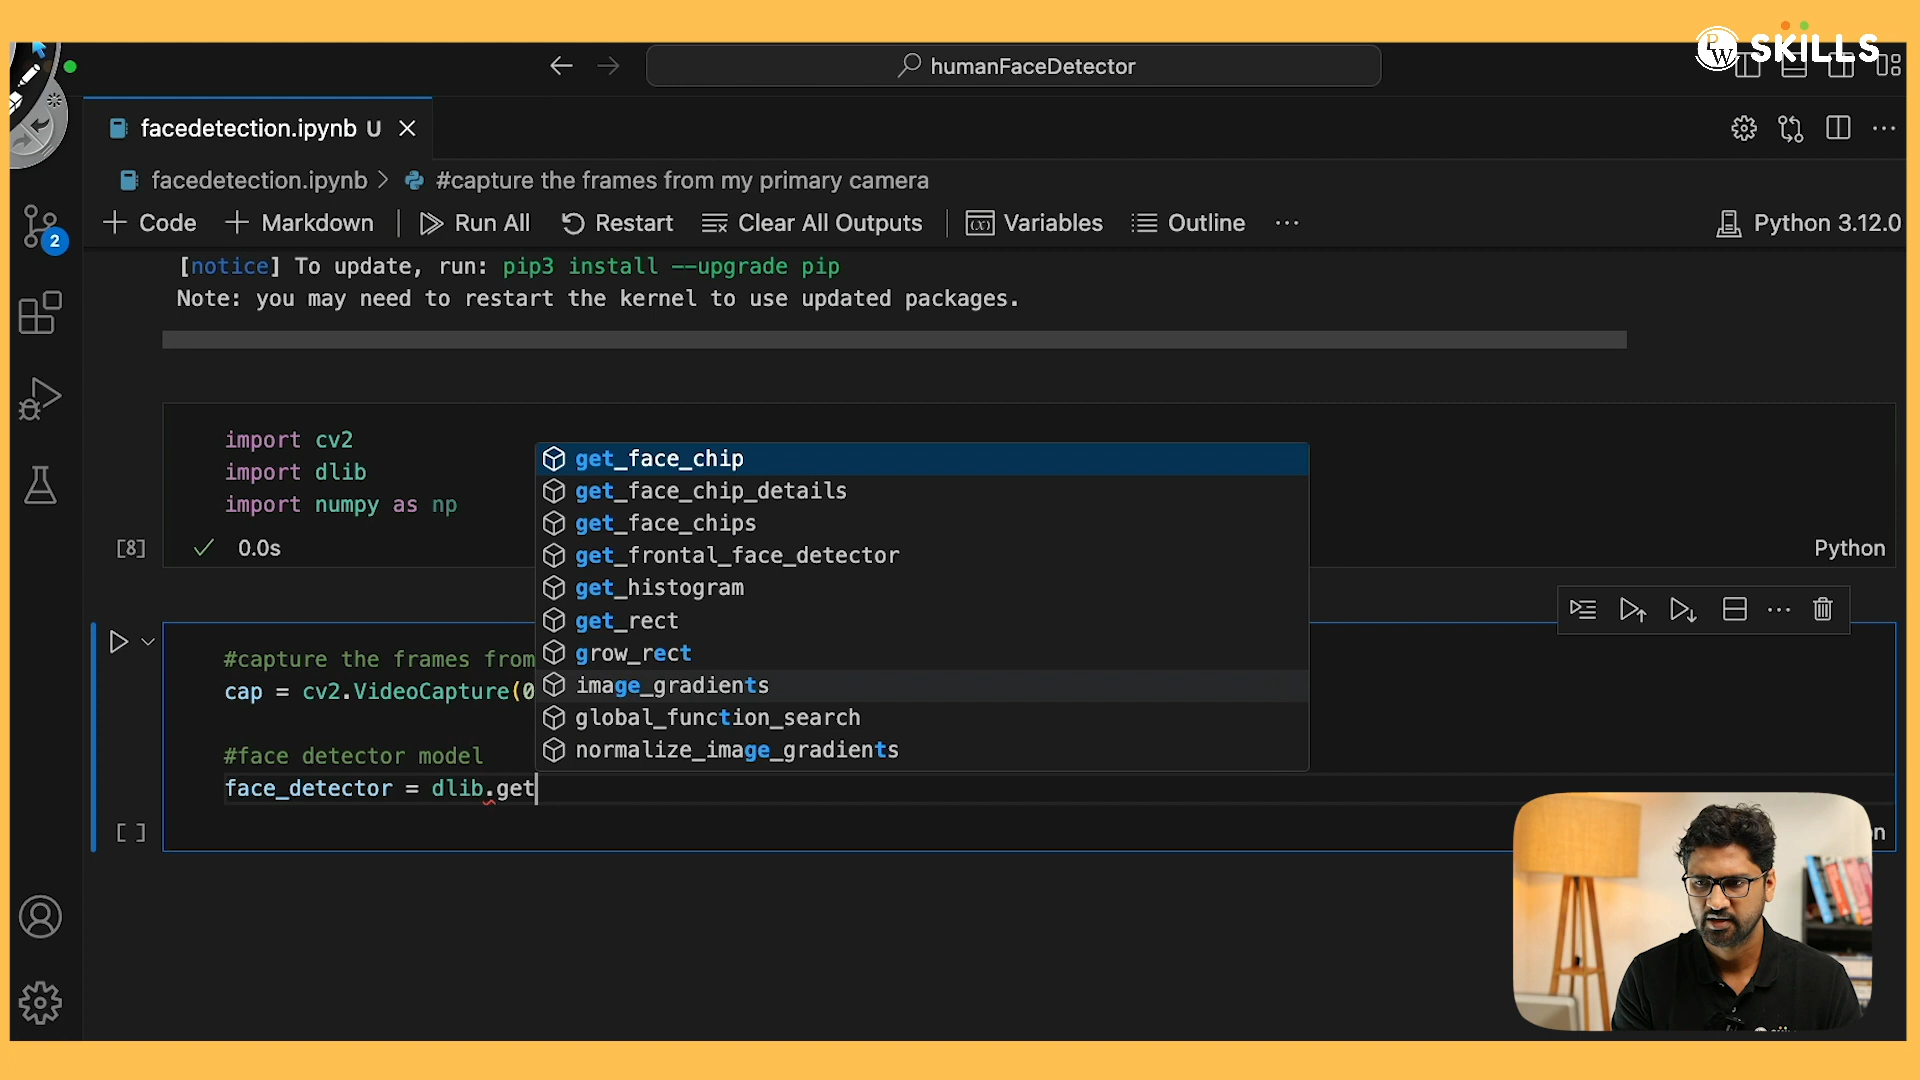 PW SKILLS
humanFaceDetector
facedetection.ipynb U
facedetection.ipynb > #capture the frames from my primary camera
+ Code + Markdown | Run All Restart Clear All Outputs | Variables Outline ...
Python 3.12.0
2
[notice] To update, run: pip3 install --upgrade pip
Note: you may need to restart the kernel to use updated packages.
import cv2
import dlib
import numpy as np
[8] 0.0s
Python
get_face_chip
get_face_chip_details
get_face_chips
get_frontal_face_detector
get_histogram
get_rect
grow_rect
image_gradients
global_function_search
normalize_image_gradients
#capture the frames from
cap = cv2.VideoCapture(0
#face detector model
face_detector = dlib.get
[ ]